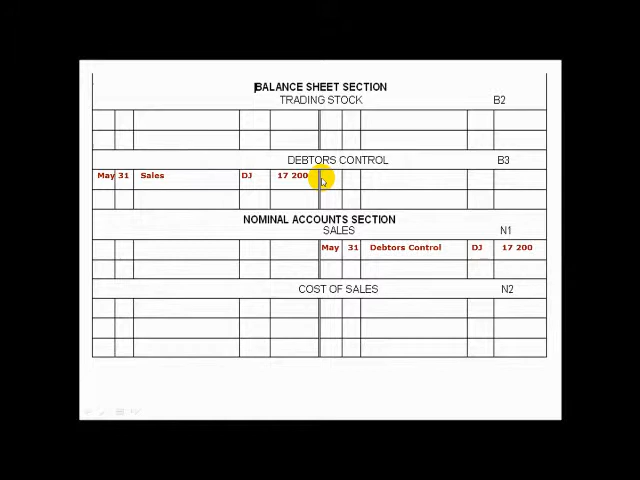 BALANCE SHEET SECTION
TRADING STOCK B2
DEBTORS CONTROL B3
May 31 Sales DJ 17 200
NOMINAL ACCOUNTS SECTION
SALES N1
May 31 Debtors Control DJ 17 200
COST OF SALES N2